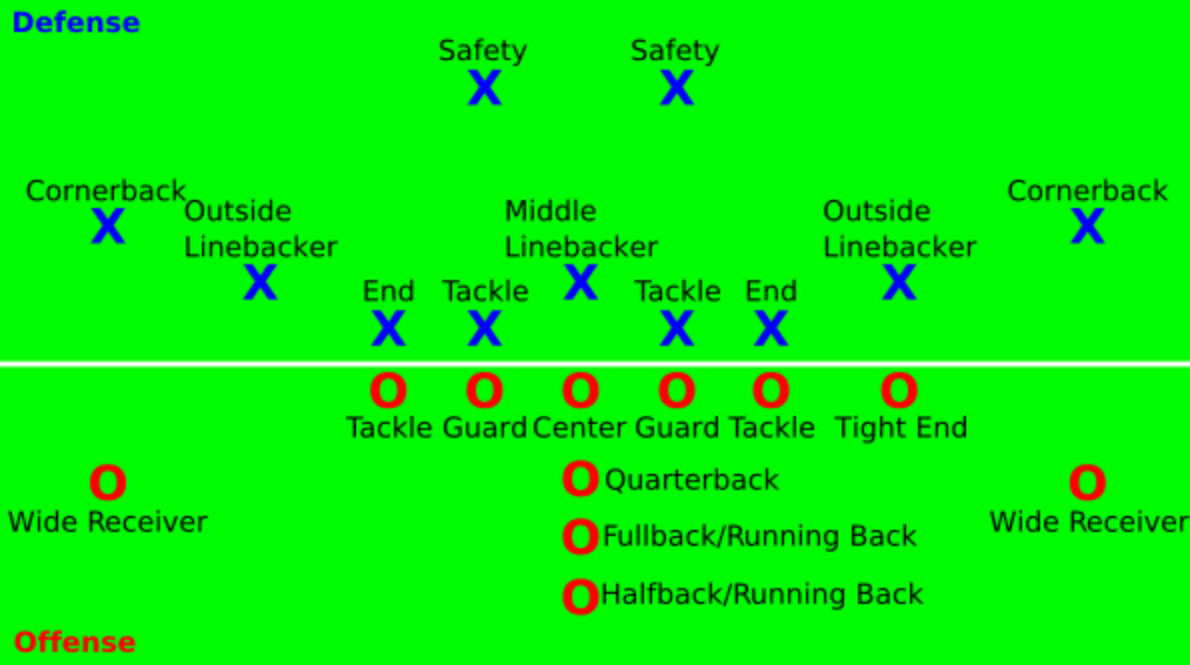 Defense
Safety Safety
Cornerback Cornerback
Outside Middle Outside
Linebacker Linebacker Linebacker
End Tackle Tackle End
X X X X X X X X X X X
O O O O O O
Tackle Guard Center Guard Tackle Tight End
O Quarterback
O O
Wide Receiver Wide Receiver
O Fullback/Running Back
O Halfback/Running Back
Offense